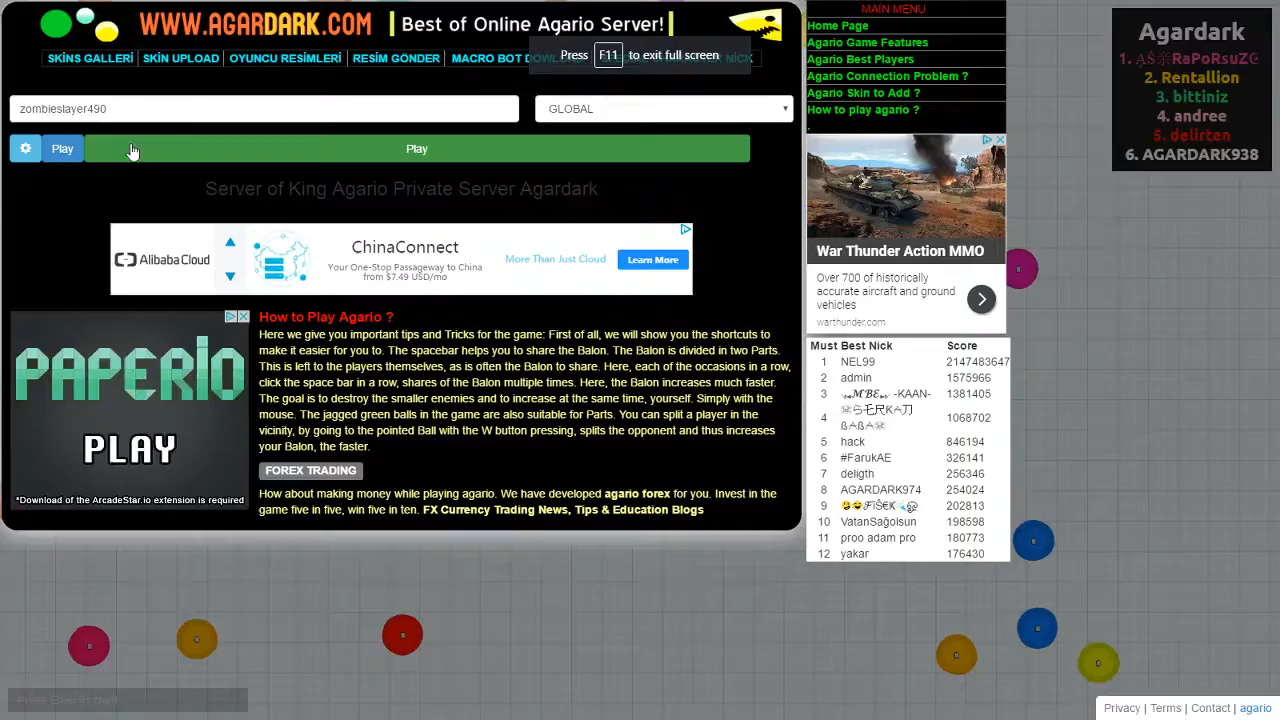 WWW.AGARDARK.COM
Best of Online Agario Server!
SKİNS GALLERİ
SKİN UPLOAD
OYUNCU RESİMLERİ
RESİM GÖNDER
MACRO BOT
NICK
Press F11 to exit full screen
zombieslayer490
GLOBAL
Play
Play
Server of King Agario Private Server Agardark
Alibaba Cloud
ChinaConnect
Your One-Stop Passageway to China
from $7.49 USD/mo
More Than Just Cloud
Learn More
PAPERİO
PLAY
*Download of the ArcadeStar.io extension is required
How to Play Agario ?
Here we give you important tips and Tricks for the game: First of all, we will show you the shortcuts to
make it easier for you to. The spacebar helps you to share the Balon. The Balon is divided in two Parts.
This is left to the players themselves, as is often the Balon to share. Here, each of the occasions in a row,
click the space bar in a row, shares of the Balon multiple times. Here, the Balon increases much faster.
The goal is to destroy the smaller enemies and to increase at the same time, yourself. Simply with the
mouse. The jagged green balls in the game are also suitable for Parts. You can split a player in the
vicinity, by going to the pointed Ball with the W button pressing, splits the opponent and thus increases
your Balon, the faster.
FOREX TRADING
How about making money while playing agario. We have developed agario forex for you. Invest in the
game five in five, win five in ten. FX Currency Trading News, Tips & Education Blogs
MAIN MENU
Home Page
Agario Game Features
Agario Best Players
Agario Connection Problem ?
Agario Skin to Add ?
How to play agario ?
.
War Thunder Action MMO
Over 700 of historically
accurate aircraft and ground
vehicles
warthunder.com
Must Best Nick Score
1 NEL99 2147483647
2 admin 1575966
3 -KAAN- 1381405
4 1068702
5 hack 846194
6 #FarukAE 326141
7 deligth 256346
8 AGARDARK974 254024
9 202813
10 VatanSağolsun 198598
11 proo adam pro 180773
12 yakar 176430
Agardark
1. RaPoRsuZ
2. Rentallion
3. bittiniz
4. andree
5. delirten
6. AGARDARK938
Press Enter to chat!
Privacy | Terms | Contact | agario